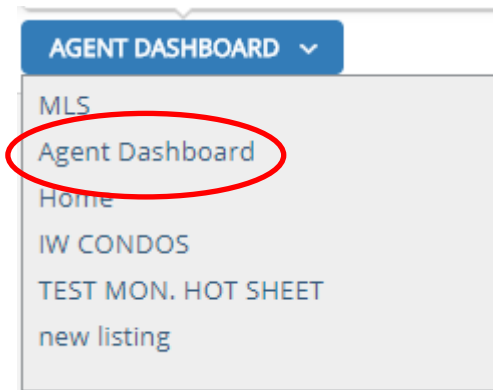 AGENT DASHBOARD
MLS
Agent Dashboard
Home
IW CONDOS
TEST MON. HOT SHEET
new listing